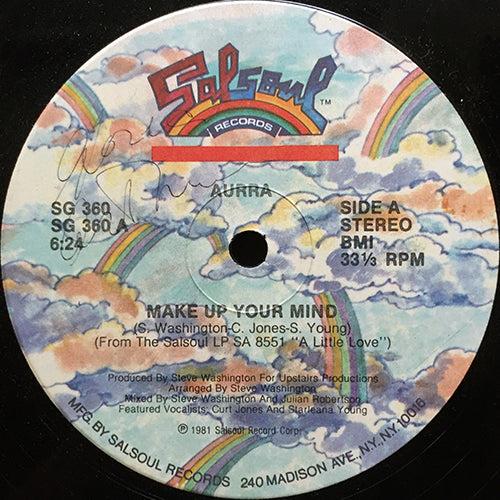 Salsoul TM
RECORDS
AURRA
SG 360
SG 360 A
6:24
SIDE A
STEREO
BMI
33⅓ RPM
MAKE UP YOUR MIND
(S. Washington-C. Jones-S. Young)
(From The Salsoul LP SA 8551 "A Little Love")
Produced By Steve Washington For Upstairs Productions
Arranged By Steve Washington
Mixed By Steve Washington And Julian Robertson
Featured Vocalists: Curt Jones And Starleana Young
℗ 1981 Salsoul Record Corp.
MFG. BY SALSOUL RECORDS 240 MADISON AVE., N.Y., N.Y. 10016